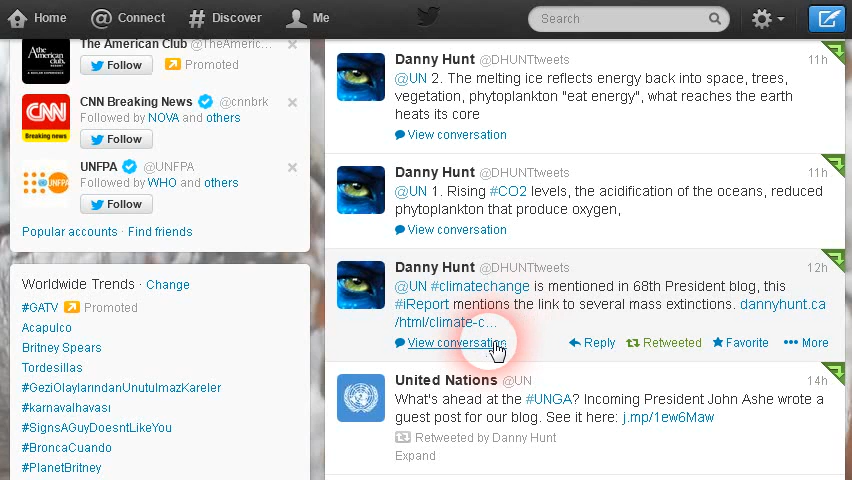 Home
Connect
Discover
Me
Search
The American Club @TheAmeric...
Follow
Promoted
CNN Breaking News @cnnbrk
Followed by NOVA and others
Follow
UNFPA @UNFPA
Followed by WHO and others
Follow
Popular accounts · Find friends
Worldwide Trends · Change
#GATV Promoted
Acapulco
Britney Spears
Tordesillas
#GeziOlaylarındanUnutulmazKareler
#karnavalhavası
#SignsAGuyDoesntLikeYou
#BroncaCuando
#PlanetBritney
Danny Hunt @DHUNTtweets 11h
@UN 2. The melting ice reflects energy back into space, trees,
vegetation, phytoplankton "eat energy", what reaches the earth
heats its core
View conversation
Danny Hunt @DHUNTtweets 11h
@UN 1. Rising #CO2 levels, the acidification of the oceans, reduced
phytoplankton that produce oxygen,
View conversation
Danny Hunt @DHUNTtweets 12h
@UN #climatechange is mentioned in 68th President blog, this
#iReport mentions the link to several mass extinctions. dannyhunt.ca
/html/climate-c...
View conversation Reply Retweeted Favorite More
United Nations @UN 14h
What's ahead at the #UNGA? Incoming President John Ashe wrote a
guest post for our blog. See it here: j.mp/1ew6Maw
Retweeted by Danny Hunt
Expand